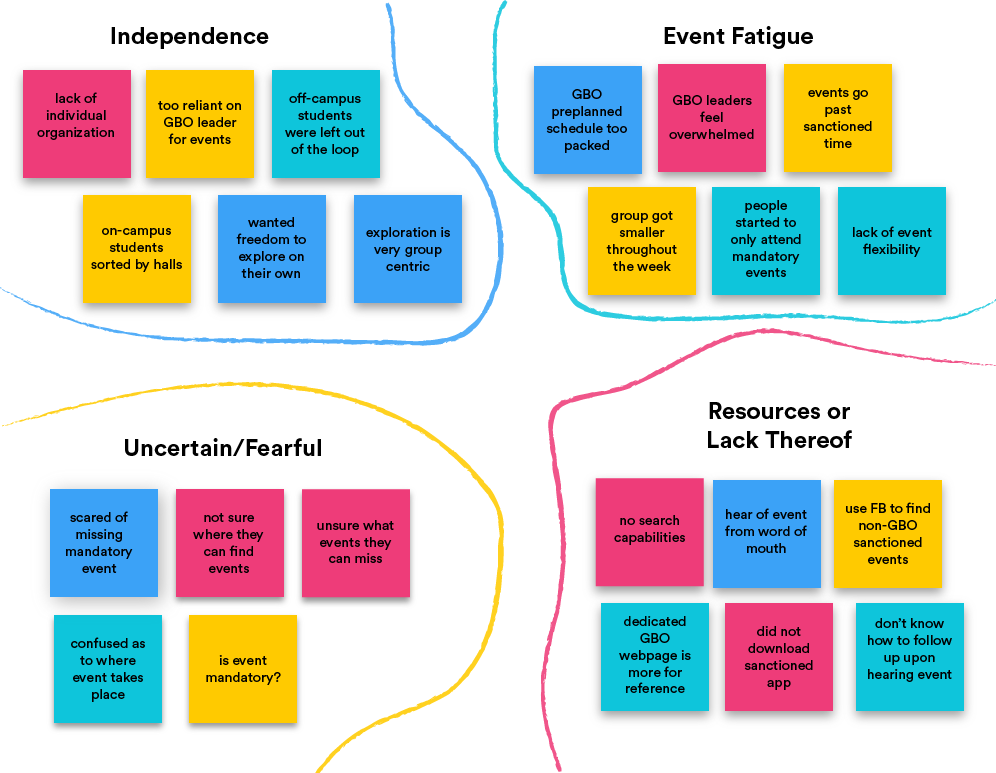 Independence
lack of
individual
organization
too reliant on
GBO leader
for events
off-campus
students
were left out
of the loop
on-campus
students
sorted by halls
wanted
freedom to
explore on
their own
exploration is
very group
centric
Event Fatigue
GBO
preplanned
schedule too
packed
GBO leaders
feel
overwhelmed
events go
past
sanctioned
time
group got
smaller
throughout
the week
people
started to
only attend
mandatory
events
lack of event
flexibility
Uncertain/Fearful
scared of
missing
mandatory
event
not sure
where they
can find
events
unsure what
events they
can miss
confused as
to where
event takes
place
is event
mandatory?
Resources or
Lack Thereof
no search
capabilities
hear of event
from word of
mouth
use FB to find
non-GBO
sanctioned
events
dedicated
GBO
webpage is
more for
reference
did not
download
sanctioned
app
don’t know
how to follow
up upon
hearing event